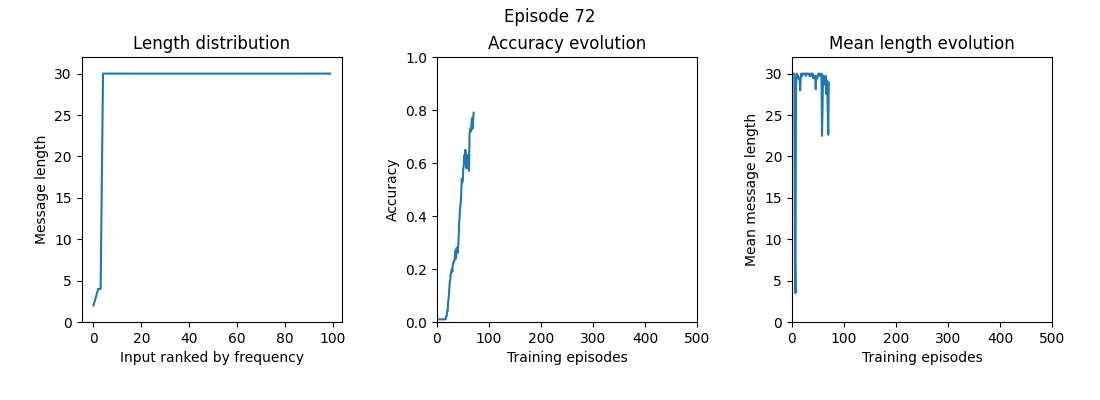 Episode 72
Length distribution
Message length
30
25
20
15
10
5
0
0 20 40 60 80 100
Input ranked by frequency
Accuracy evolution
Accuracy
1.0
0.8
0.6
0.4
0.2
0.0
0 100 200 300 400 500
Training episodes
Mean length evolution
Mean message length
30
25
20
15
10
5
0
0 100 200 300 400 500
Training episodes